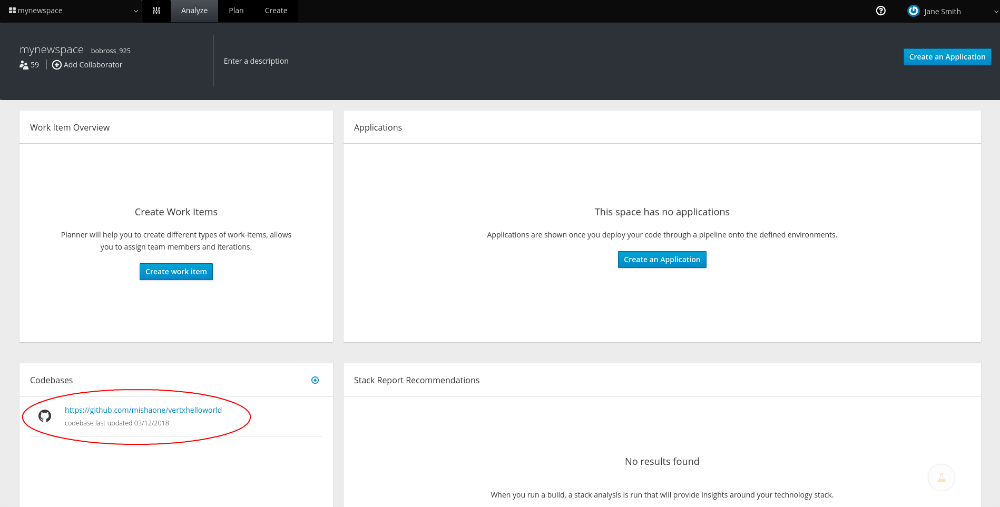 mynewspace
Analyze
Plan
Create
Jane Smith
mynewspace bobross_925
59
Add Collaborator
Enter a description
Create an Application
Work Item Overview
Create Work Items
Planner will help you to create different types of work-items, allows
you to assign team members and iterations.
Create work item
Applications
This space has no applications
Applications are shown once you deploy your code through a pipeline onto the defined environments.
Create an Application
Codebases
https://github.com/mishaone/vertxhelloworld
codebase last updated 03/12/2018
Stack Report Recommendations
No results found
When you run a build, a stack analysis is run that will provide insights around your technology stack.